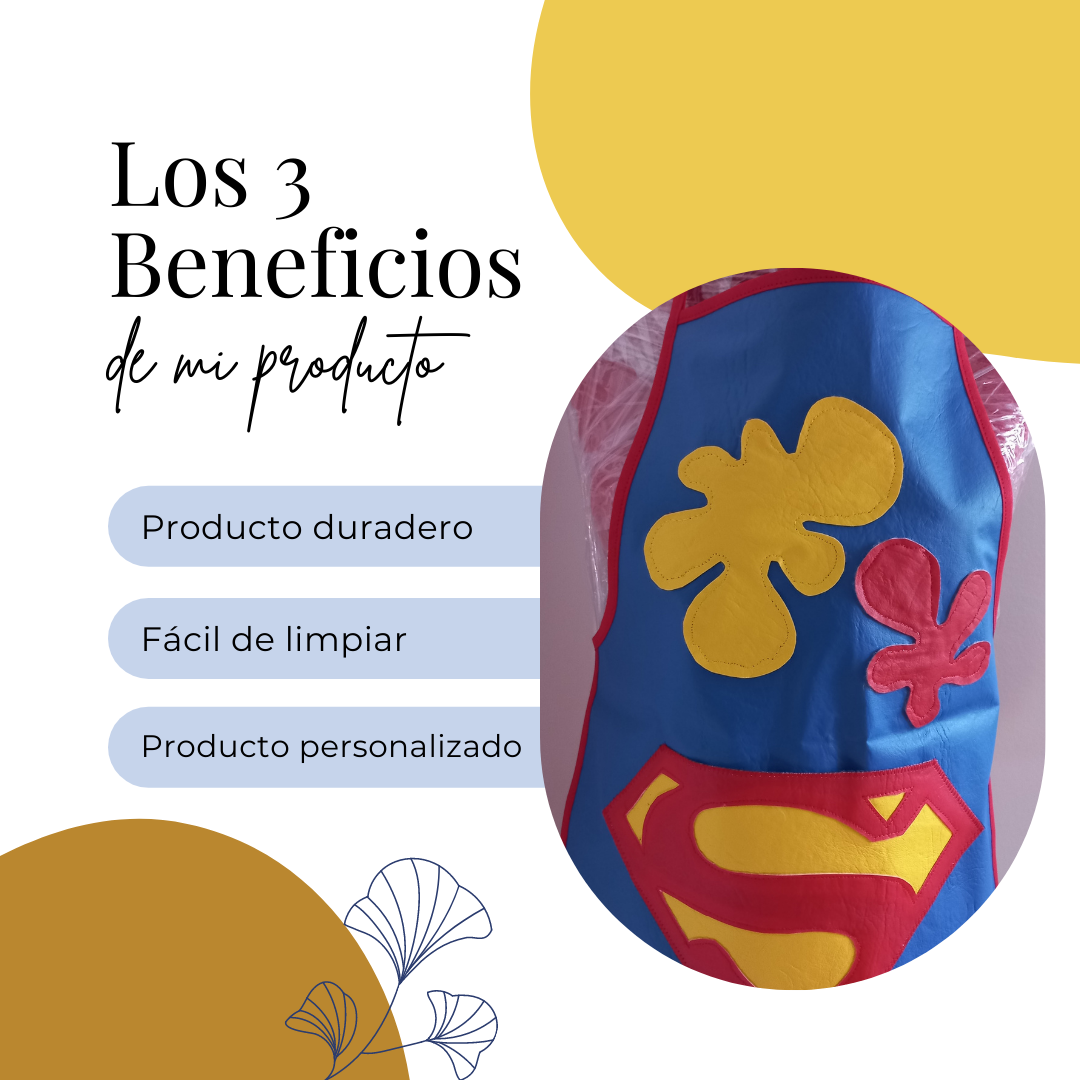 Los 3
Beneficios
de mi producto
Producto duradero
Fácil de limpiar
Producto personalizado
S